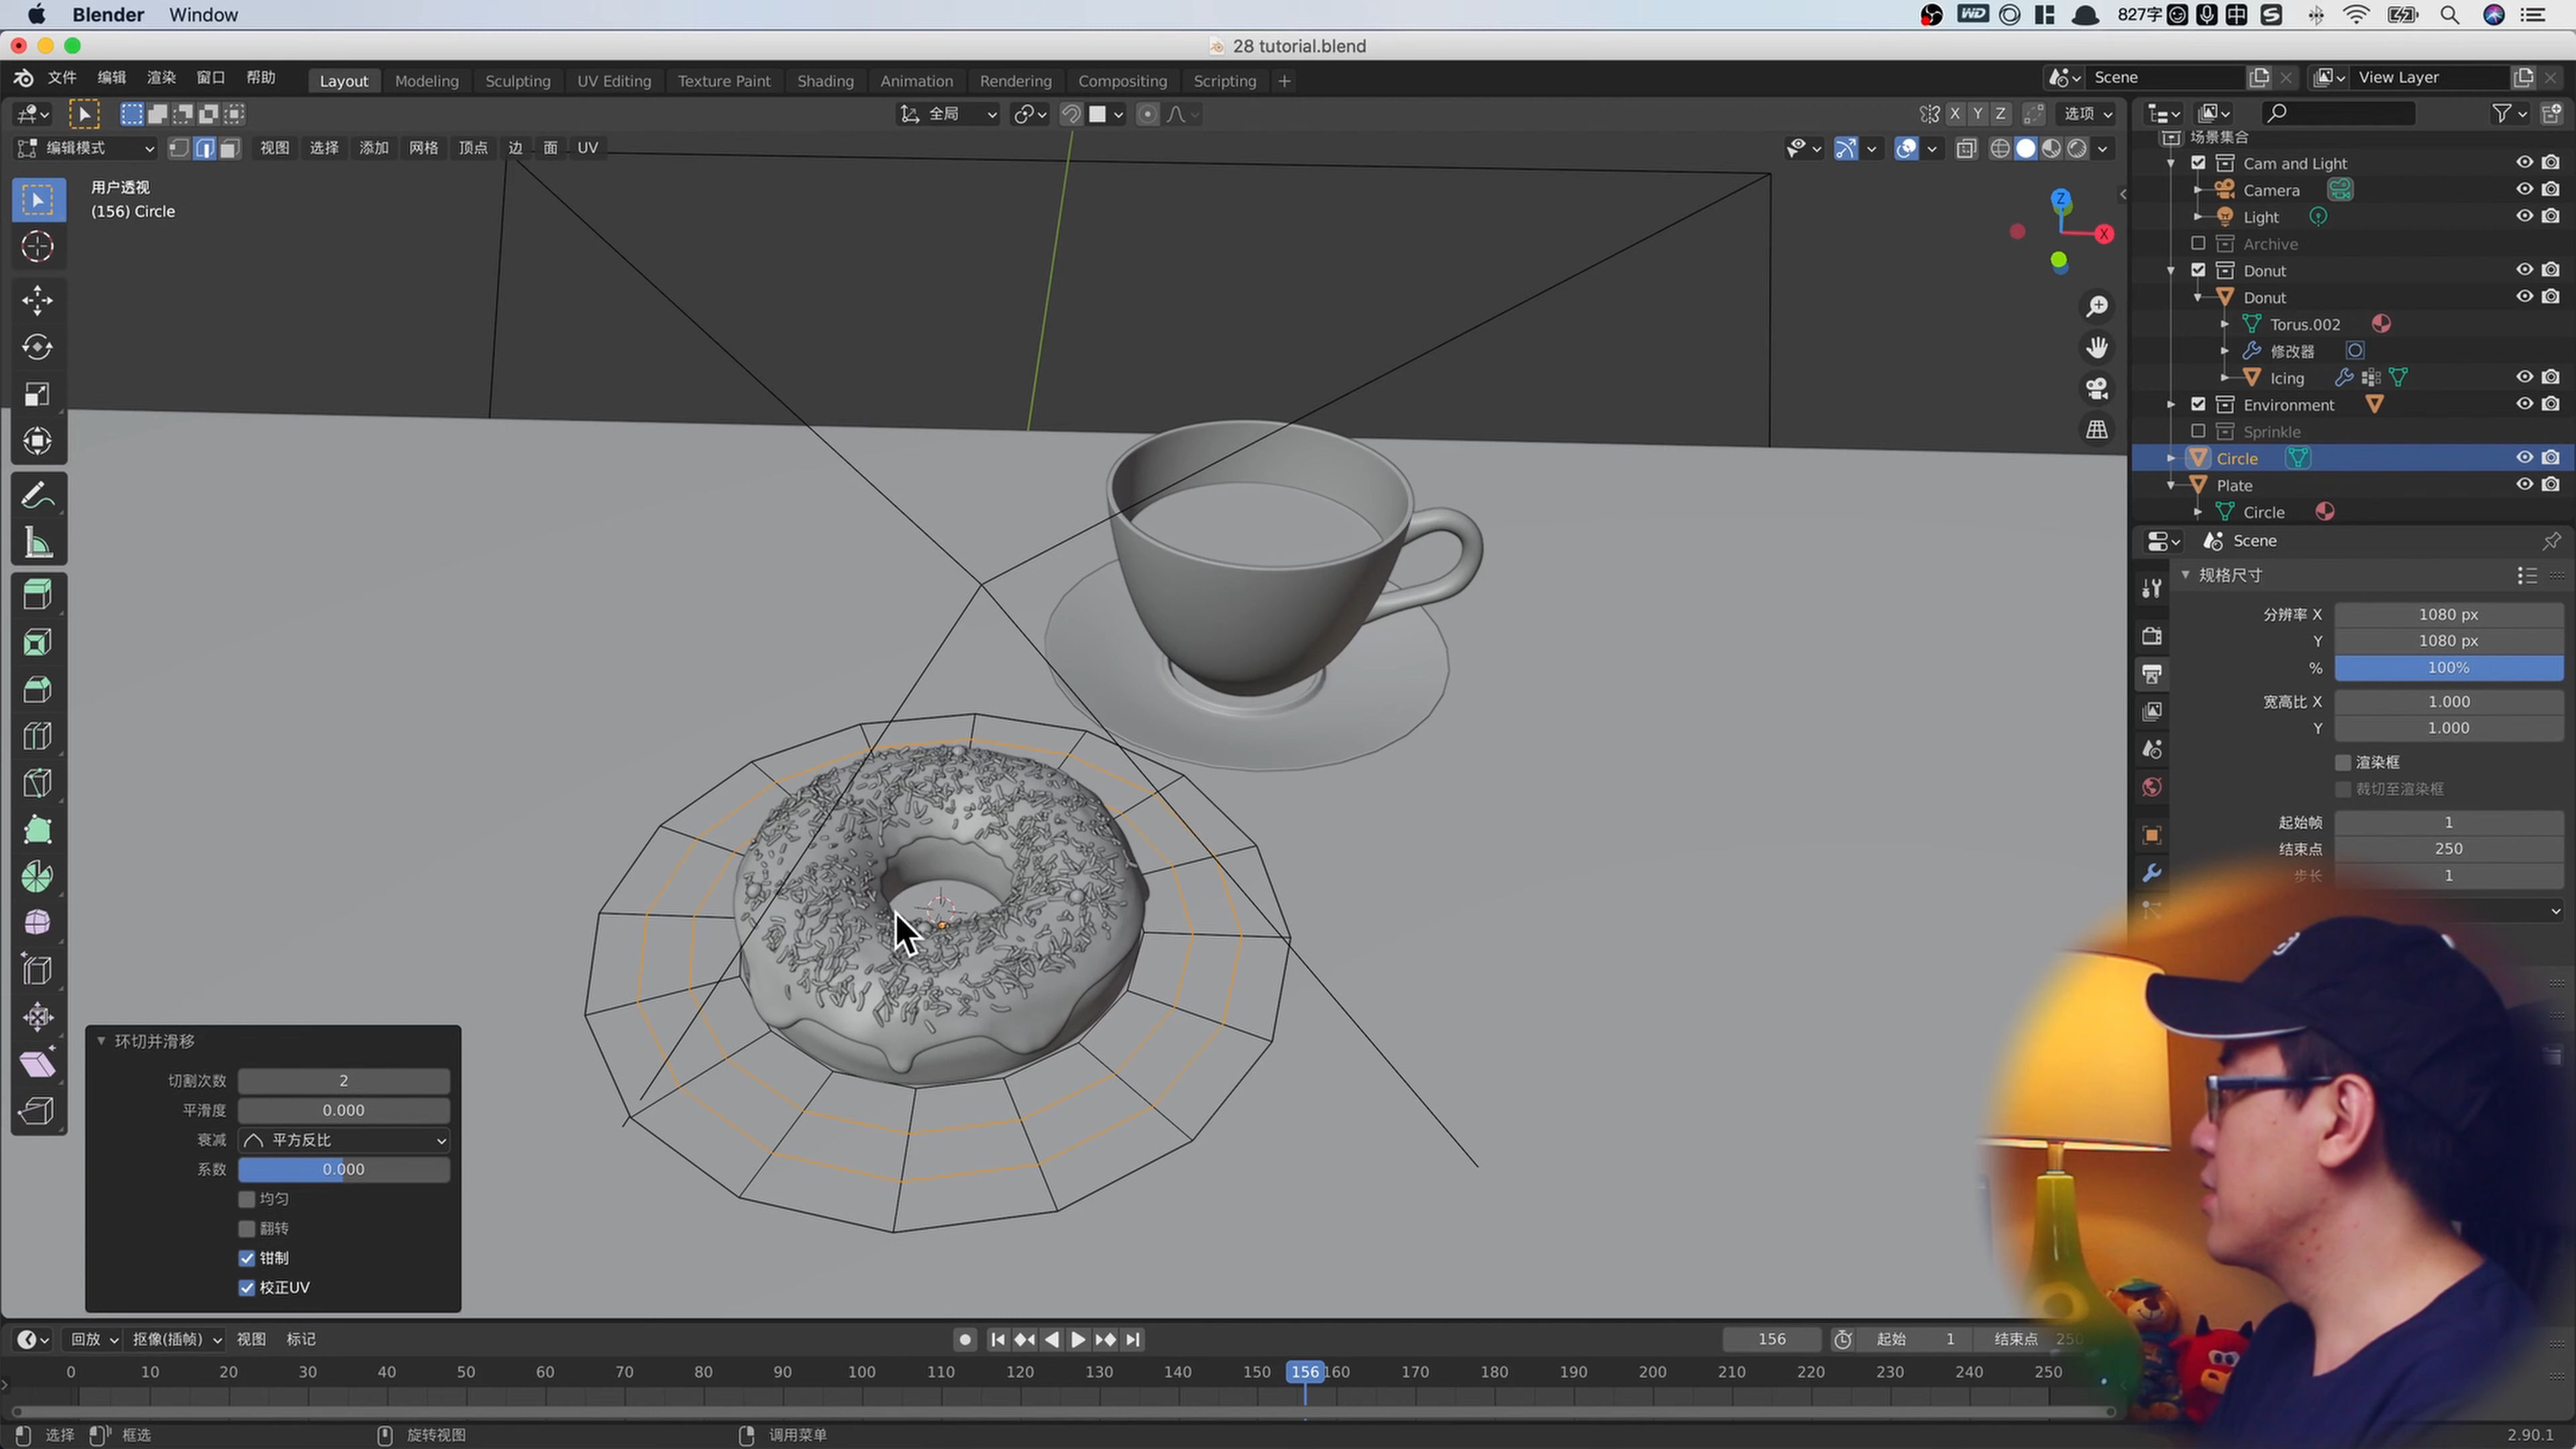 Blender Window 827字 中
28 tutorial.blend
文件 编辑 渲染 窗口 帮助 Layout Modeling Sculpting UV Editing Texture Paint Shading Animation Rendering Compositing Scripting + Scene View Layer
全局 X Y Z 选项
编辑模式 视图 选择 添加 网格 顶点 边 面 UV
用户透视
(156) Circle
Z
X
场景集合
Cam and Light
Camera
Light
Archive
Donut
Donut
Torus.002
修改器
Icing
Environment
Sprinkle
Circle
Plate
Circle
Scene
规格尺寸
分辨率 X 1080 px
Y 1080 px
% 100%
宽高比 X 1.000
Y 1.000
渲染框
裁切至渲染框
起始帧 1
结束点 250
步长 1
环切并滑移
切割次数 2
平滑度 0.000
衰减 平方反比
系数 0.000
均匀
翻转
钳制
校正UV
回放 抠像(插帧) 视图 标记 156 起始 1 结束点 250
0 10 20 30 40 50 60 70 80 90 100 110 120 130 140 150 156 160 170 180 190 200 210 220 230 240 250
选择 框选 旋转视图 调用菜单 2.90.1